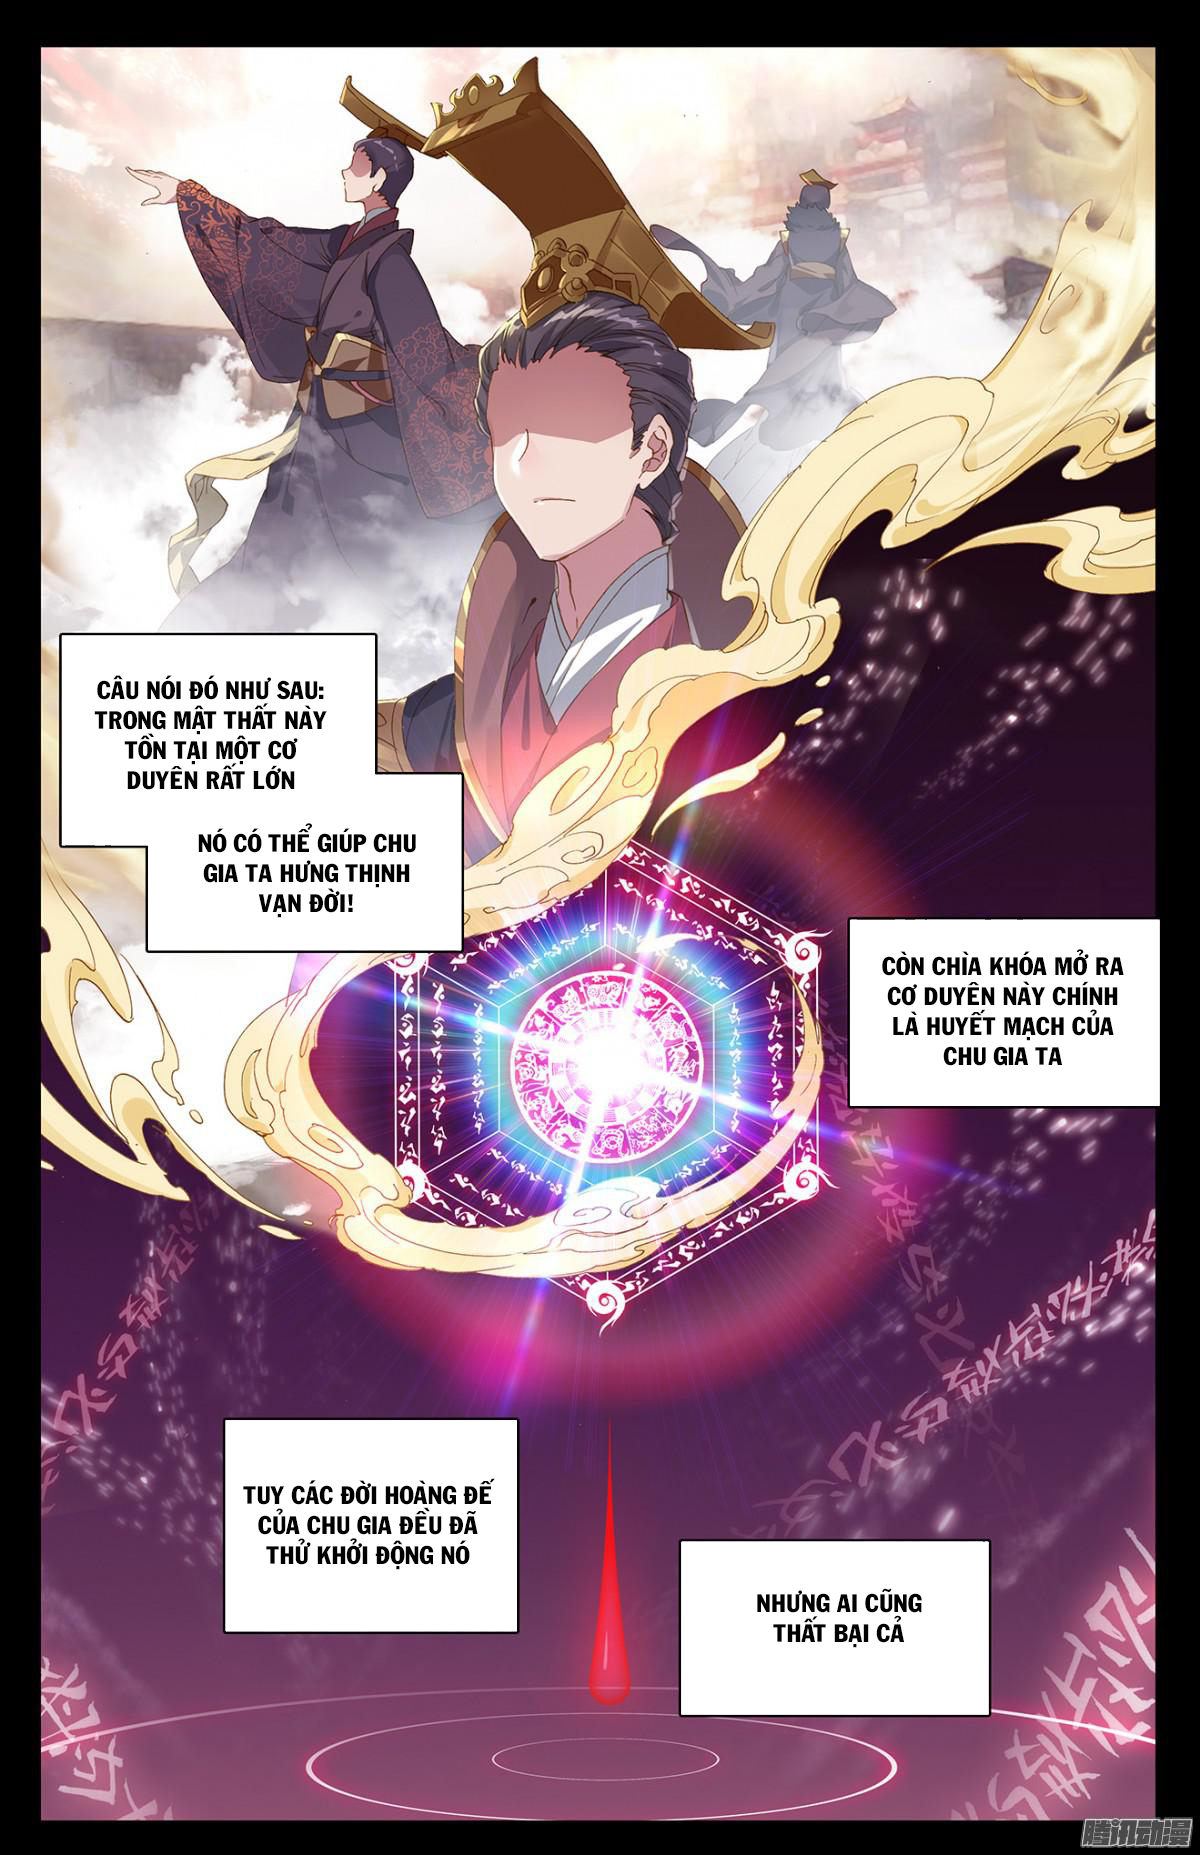 CÂU NÓI ĐÓ NHƯ SAU:
TRONG MẬT THẤT NÀY
TỒN TẠI MỘT CƠ
DUYÊN RẤT LỚN
NÓ CÓ THỂ GIÚP CHU
GIA TA HƯNG THỊNH
VẠN ĐỜI!
CÒN CHÌA KHÓA MỞ RA
CƠ DUYÊN NÀY CHÍNH
LÀ HUYẾT MẠCH CỦA
CHU GIA TA
TUY CÁC ĐỜI HOÀNG ĐẾ
CỦA CHU GIA ĐỀU ĐÃ
THỬ KHỞI ĐỘNG NÓ
NHƯNG AI CŨNG
THẤT BẠI CẢ
腾讯动漫